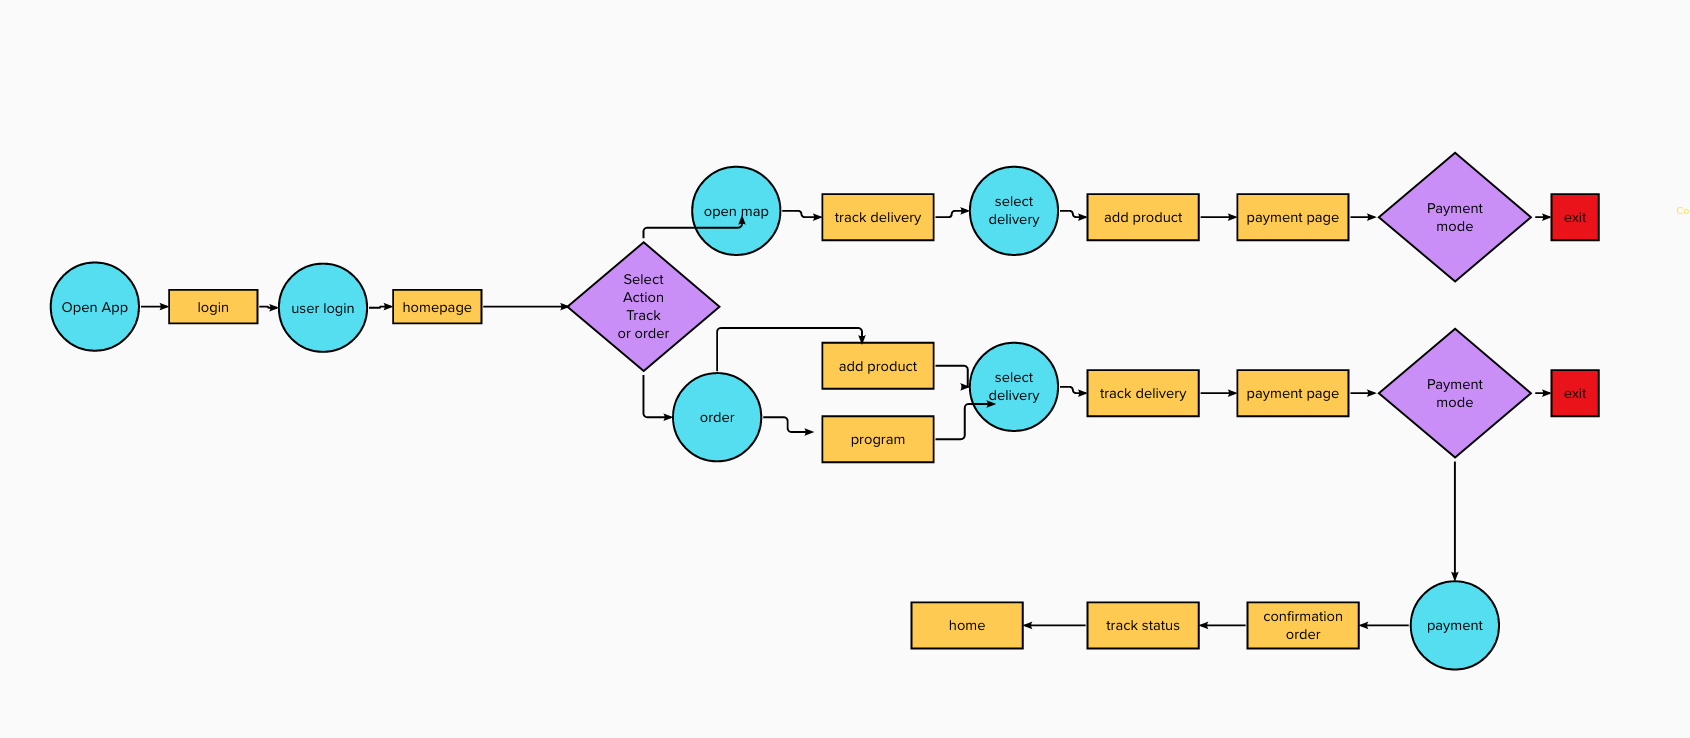 Open App
login
user login
homepage
Select
Action
Track
or order
open map
track delivery
select
delivery
add product
payment page
Payment
mode
exit
Co
order
add product
program
select
delivery
track delivery
payment page
Payment
mode
exit
payment
confirmation
order
track status
home